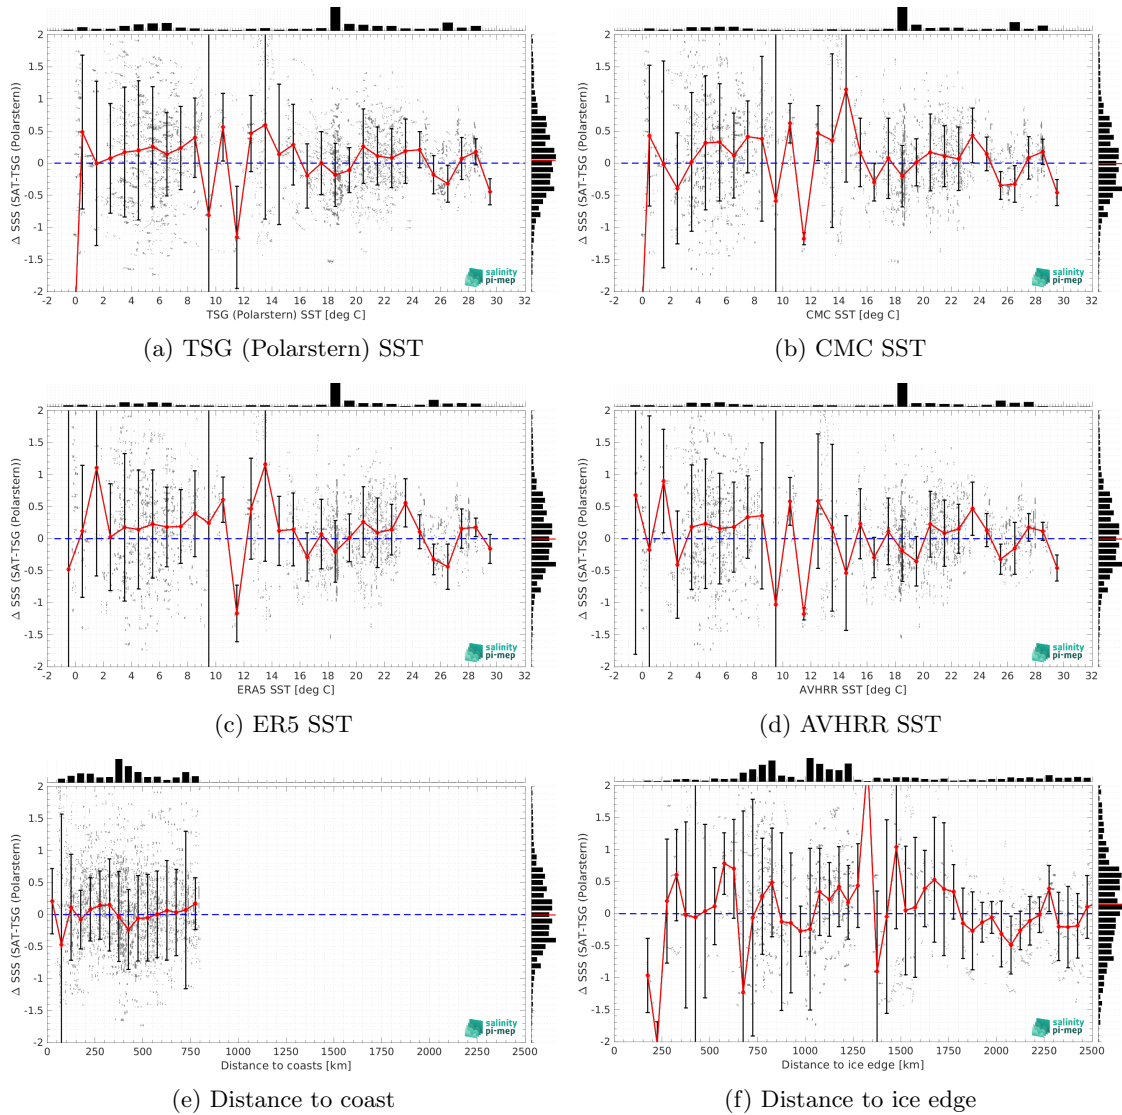 2
1.5
1
0.5
0
-0.5
-1
-1.5
-2
Δ SSS (SAT-TSG (Polarstern))
-2 0 2 4 6 8 10 12 14 16 18 20 22 24 26 28 30 32
TSG (Polarstern) SST [deg C]
salinity
pi-mep
(a) TSG (Polarstern) SST
2
1.5
1
0.5
0
-0.5
-1
-1.5
-2
Δ SSS (SAT-TSG (Polarstern))
-2 0 2 4 6 8 10 12 14 16 18 20 22 24 26 28 30 32
CMC SST [deg C]
salinity
pi-mep
(b) CMC SST
2
1.5
1
0.5
0
-0.5
-1
-1.5
-2
Δ SSS (SAT-TSG (Polarstern))
-2 0 2 4 6 8 10 12 14 16 18 20 22 24 26 28 30 32
ERA5 SST [deg C]
salinity
pi-mep
(c) ER5 SST
2
1.5
1
0.5
0
-0.5
-1
-1.5
-2
Δ SSS (SAT-TSG (Polarstern))
-2 0 2 4 6 8 10 12 14 16 18 20 22 24 26 28 30 32
AVHRR SST [deg C]
salinity
pi-mep
(d) AVHRR SST
2
1.5
1
0.5
0
-0.5
-1
-1.5
-2
Δ SSS (SAT-TSG (Polarstern))
0 250 500 750 1000 1250 1500 1750 2000 2250 2500
Distance to coasts [km]
salinity
pi-mep
(e) Distance to coast
2
1.5
1
0.5
0
-0.5
-1
-1.5
-2
Δ SSS (SAT-TSG (Polarstern))
0 250 500 750 1000 1250 1500 1750 2000 2250 2500
Distance to ice edge [km]
salinity
pi-mep
(f) Distance to ice edge